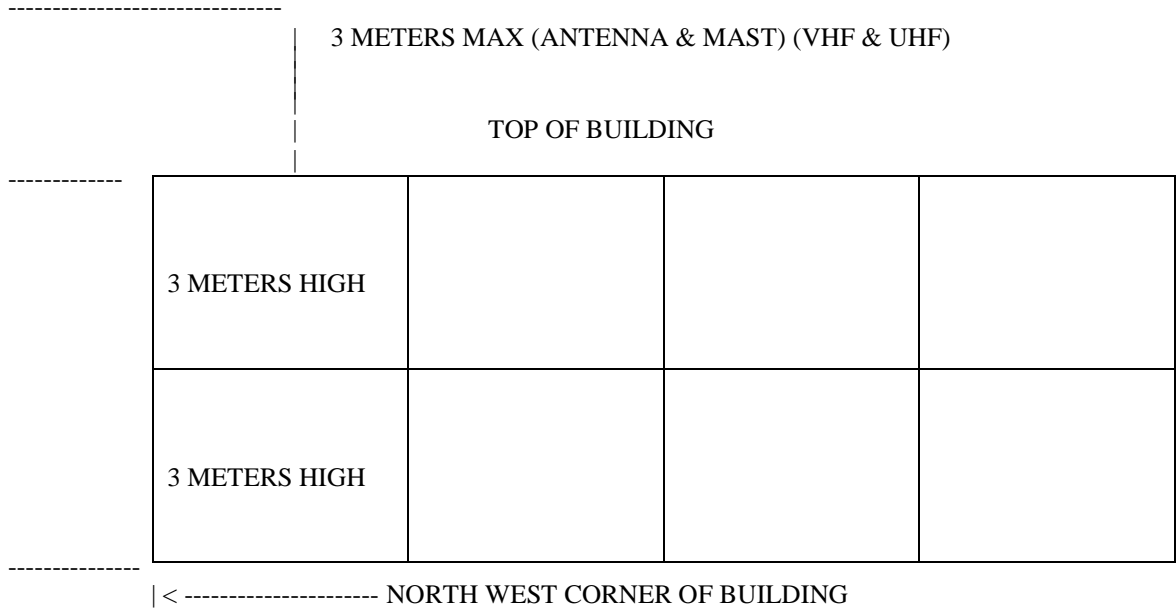 3 METERS MAX (ANTENNA & MAST) (VHF & UHF)
TOP OF BUILDING
3 METERS HIGH
3 METERS HIGH
|< ---------------------- NORTH WEST CORNER OF BUILDING